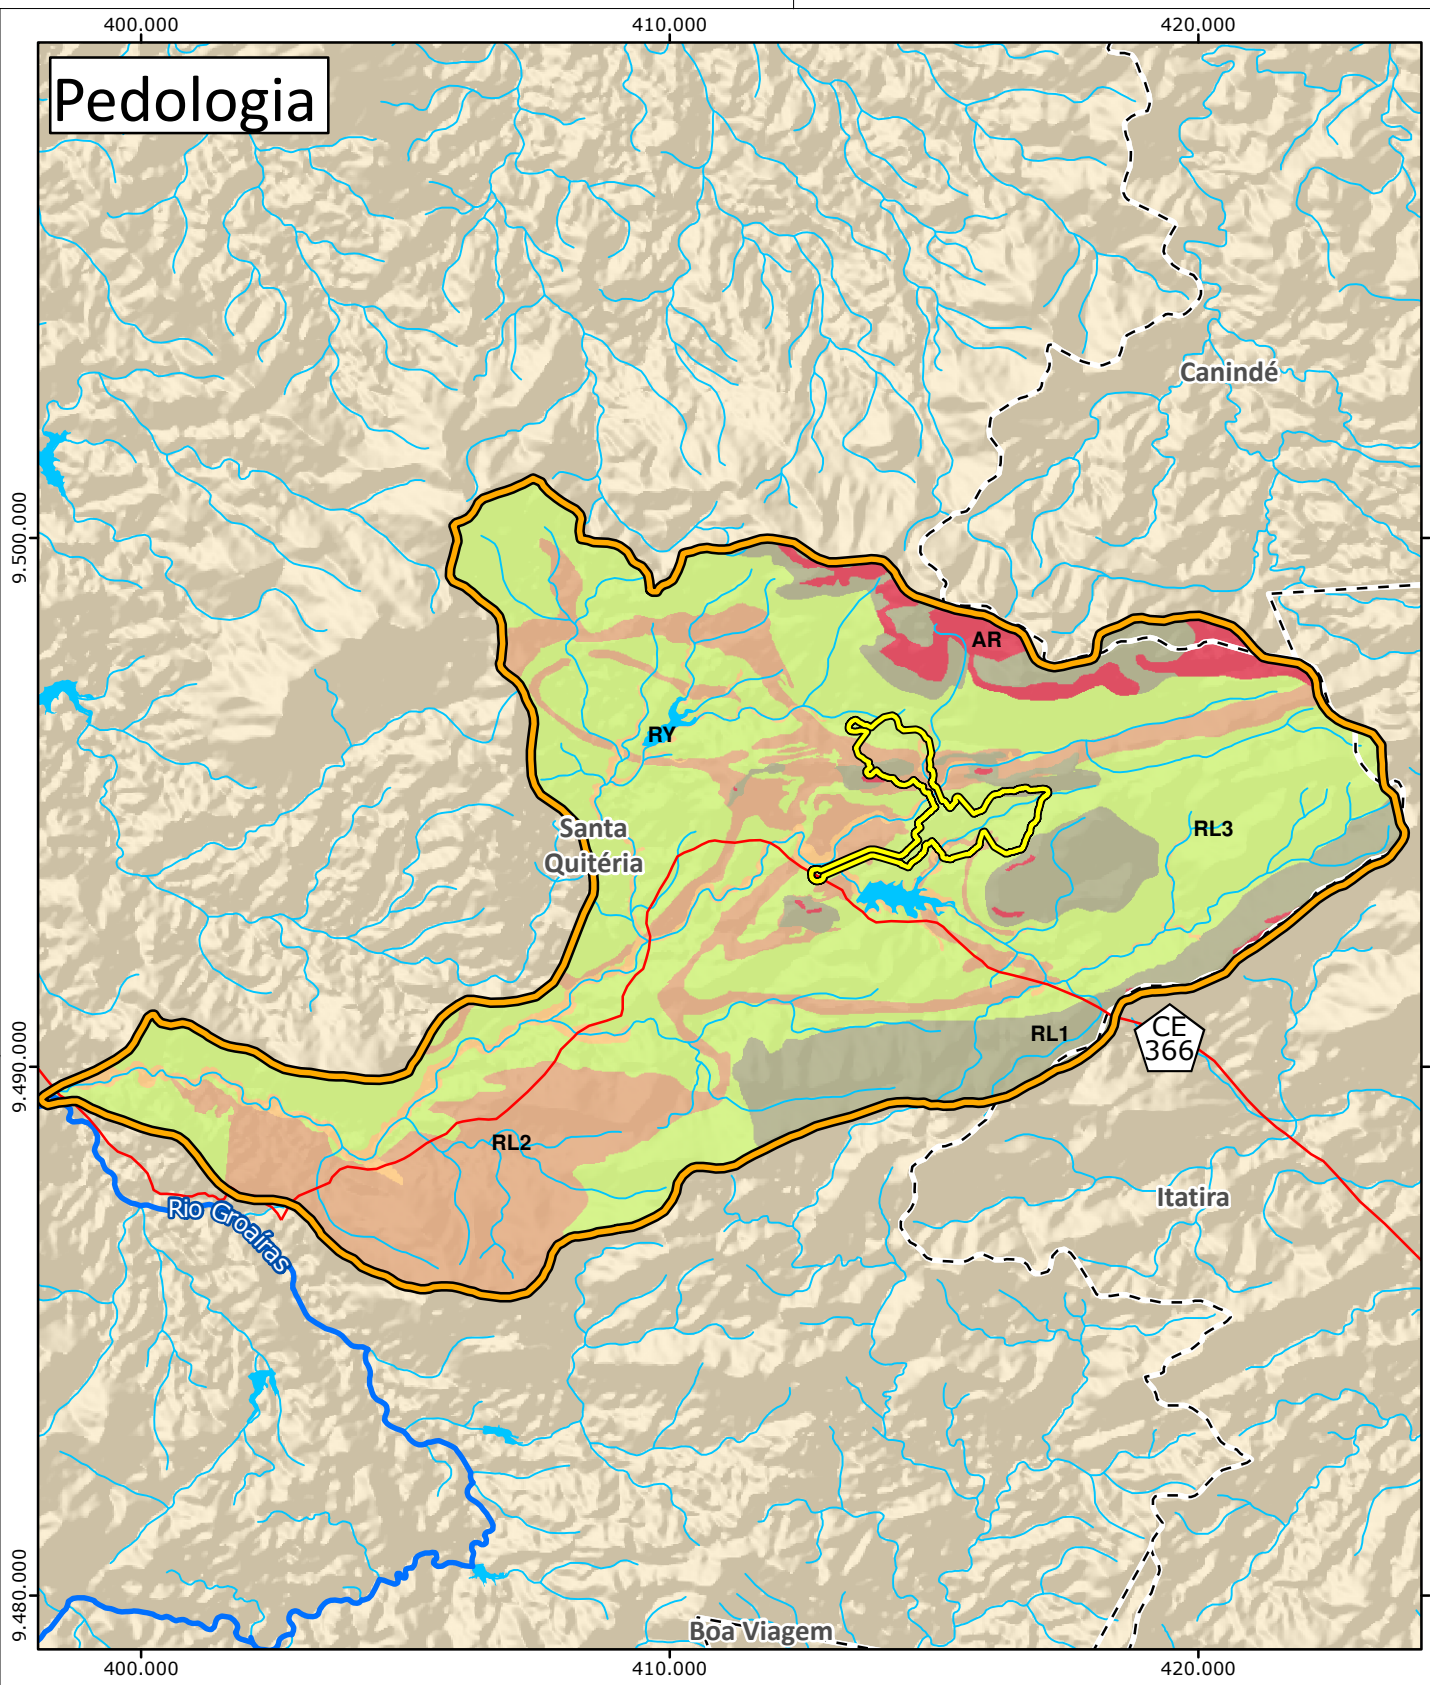 400.000
410.000
420.000
Pedologia
Canindé
9.500.000
AR
RY
Santa
Quitéria
RL3
RL1
CE
366
9.490.000
RL2
Itatira
Rio Groaíras
9.480.000
Boa Viagem
400.000
410.000
420.000